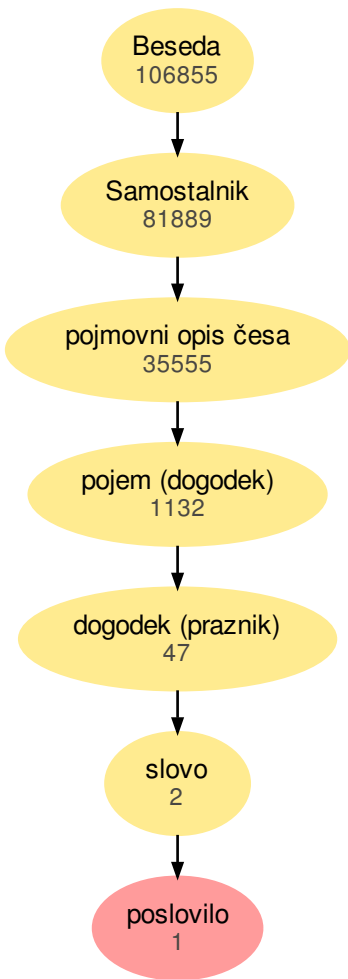 Beseda
106855
Samostalnik
81889
pojmovni opis česa
35555
pojem (dogodek)
1132
dogodek (praznik)
47
slovo
2
poslovilo
1